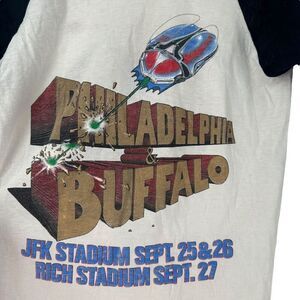 PHILADELPHIA
&
BUFFALO
JFK STADIUM SEPT. 25 & 26
RICH STADIUM SEPT. 27